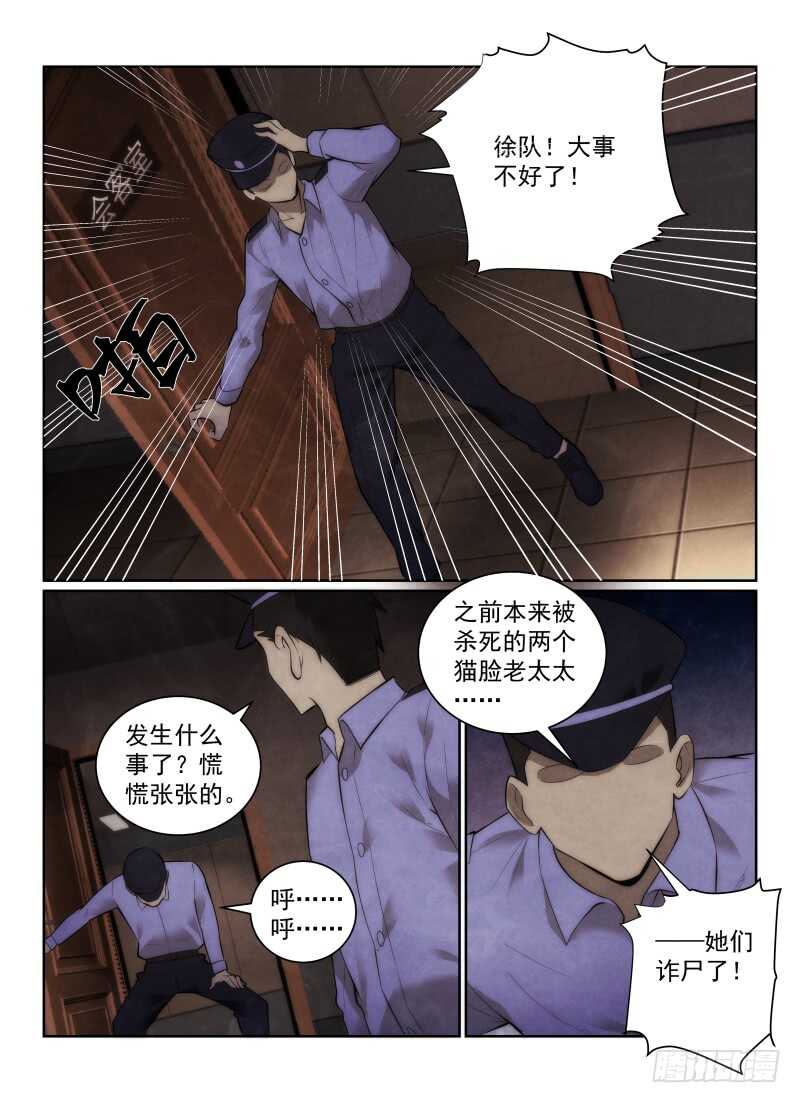 徐队！大事
不好了！
会客室
啪
发生什么
事了？慌
慌张张的。
呼……
呼……
之前本来被
杀死的两个
猫脸老太太
……
——她们
诈尸了！
腾讯动漫